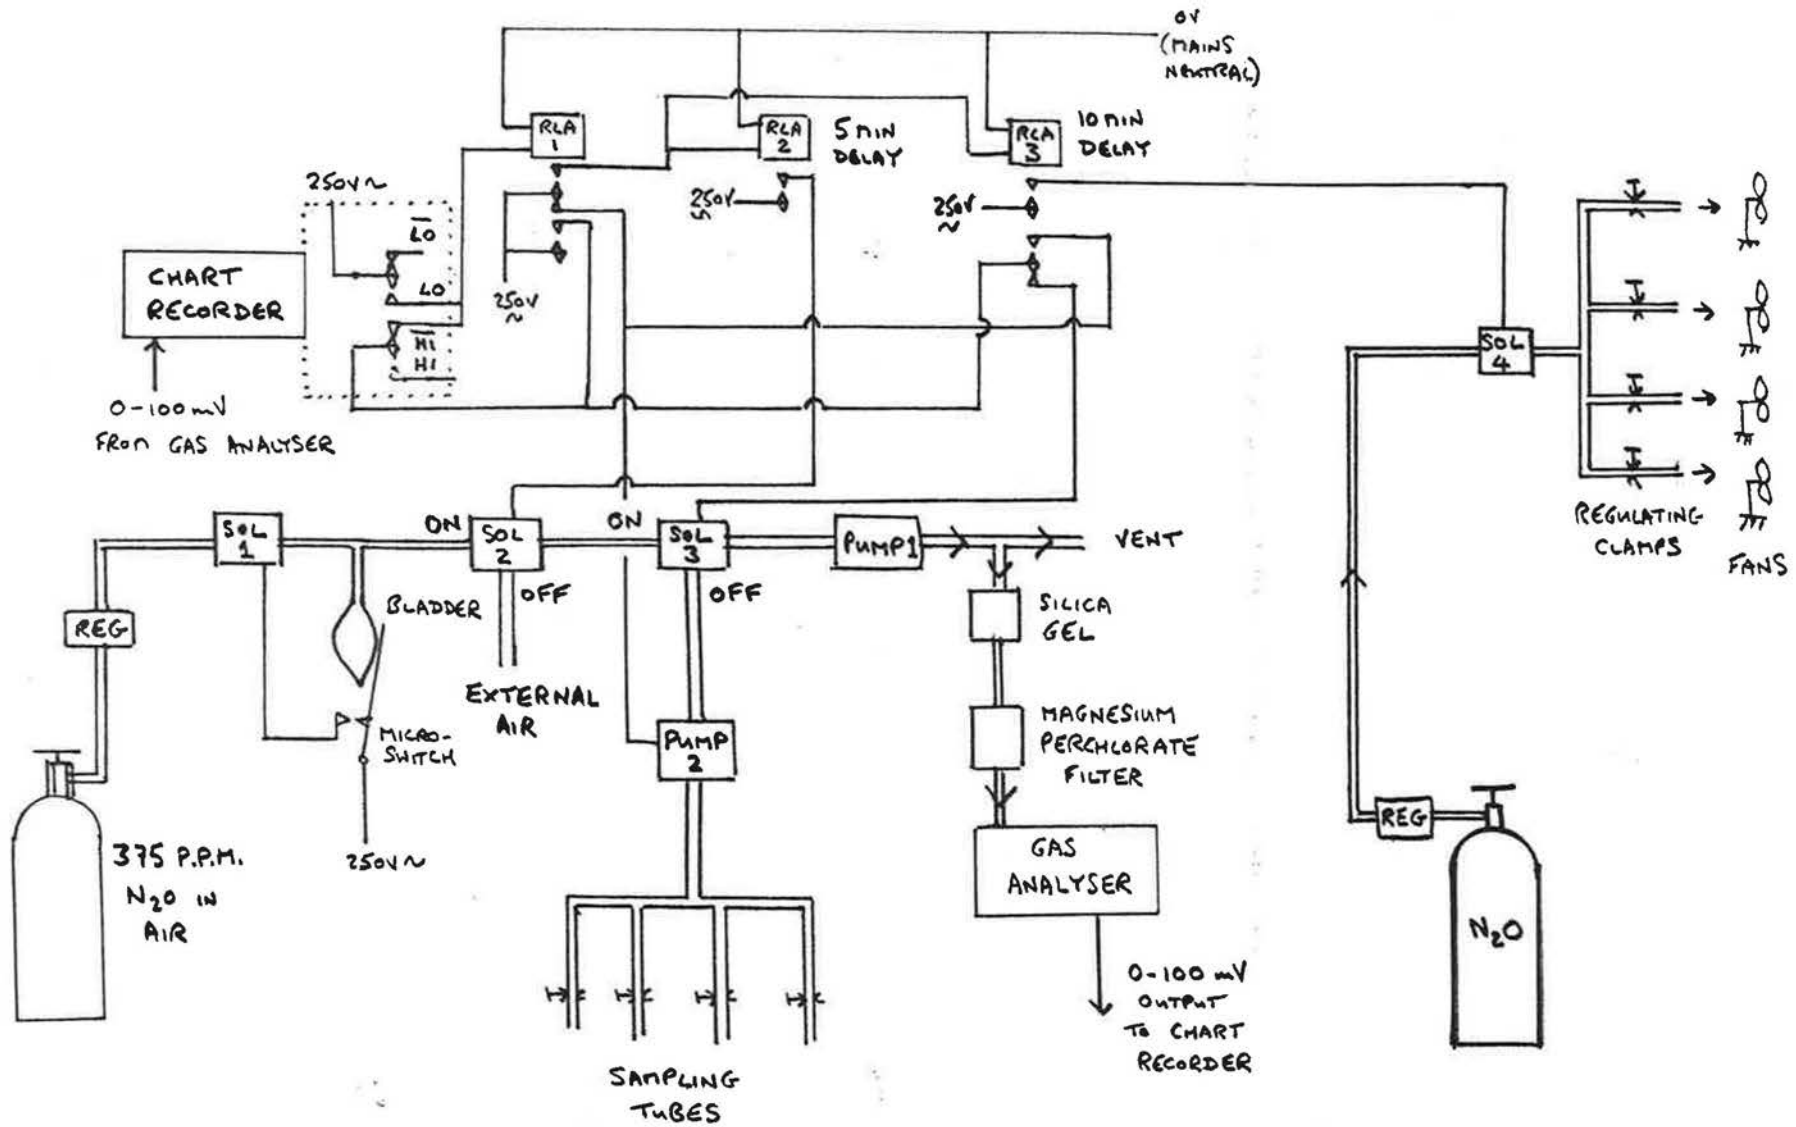 0V
(MAINS
NEUTRAL)
RLA
1
RLA
2
5 MIN
DELAY
RLA
3
10 MIN
DELAY
250V~
250V
~
250V
~
250V
~
LO
LO
HI
HI
CHART
RECORDER
0-100mV
FROM GAS ANALYSER
SOL
4
REGULATING
CLAMPS
FANS
SOL
1
ON
SOL
2
OFF
ON
SOL
3
OFF
PUMP1
VENT
REG
BLADDER
EXTERNAL
AIR
MICRO-
SWITCH
250V~
PUMP
2
SILICA
GEL
MAGNESIUM
PERCHLORATE
FILTER
GAS
ANALYSER
375 P.P.M.
N2O IN
AIR
REG
N2O
0-100 mV
OUTPUT
TO CHART
RECORDER
SAMPLING
TUBES